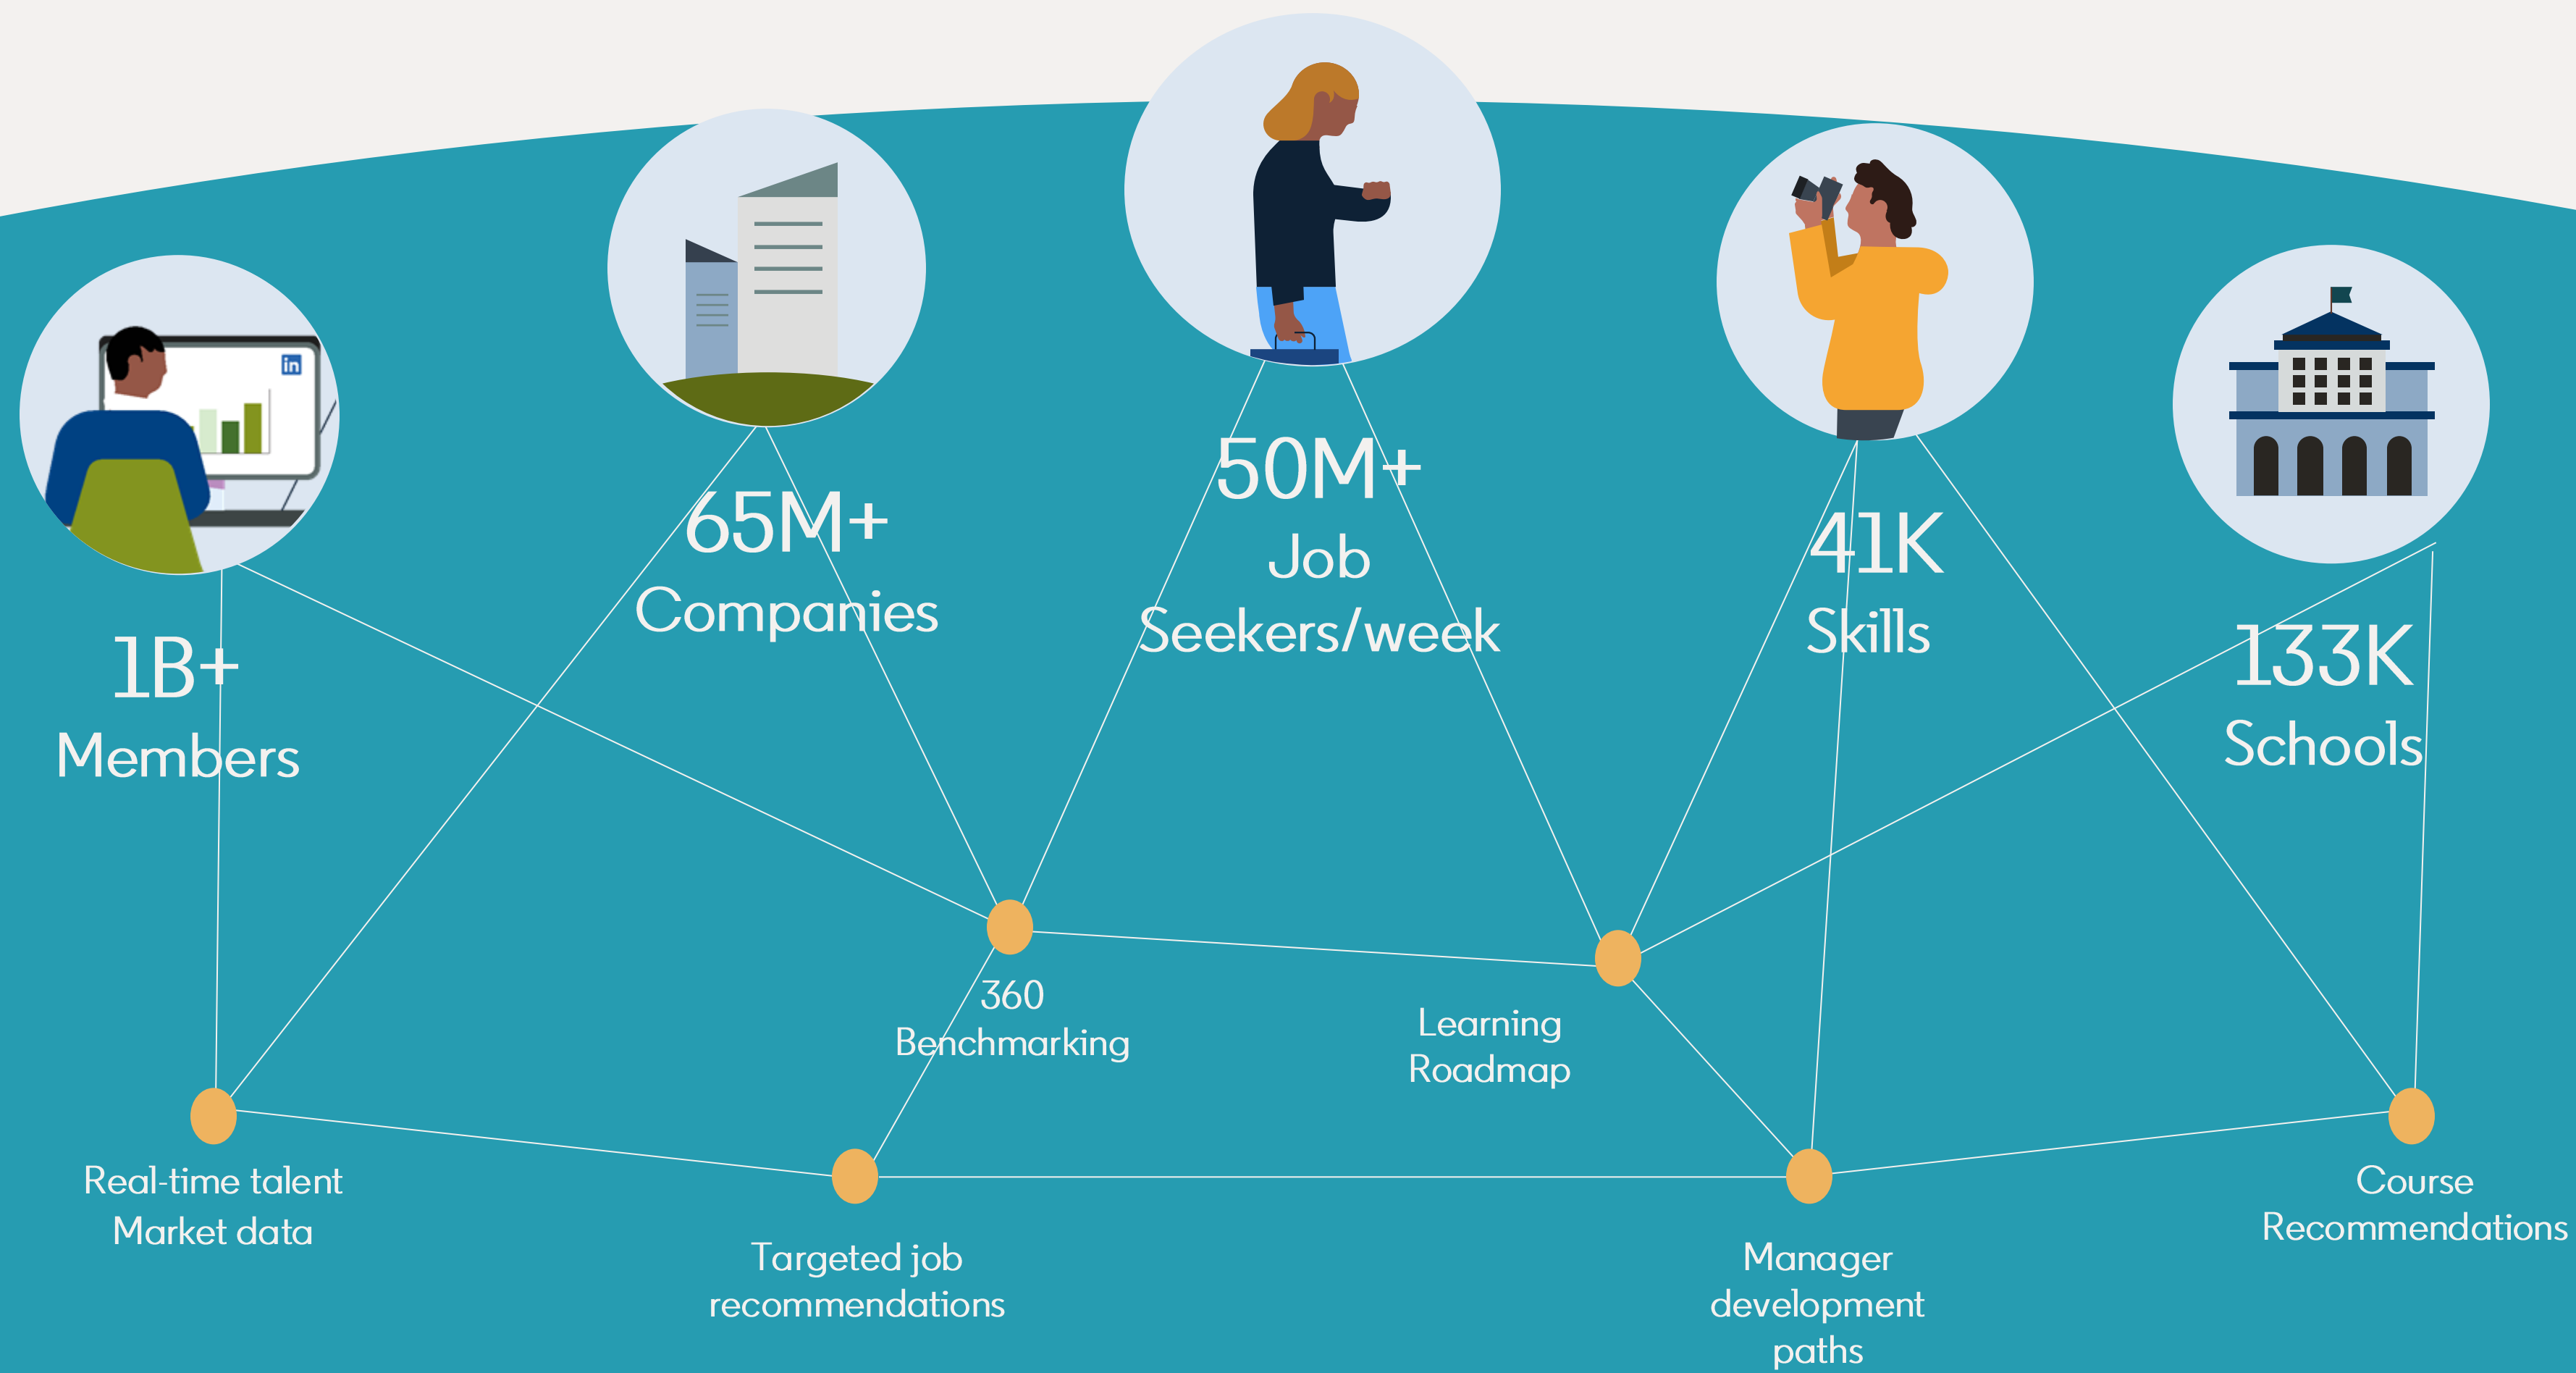 in
1B+
Members
65M+
Companies
50M+
Job
Seekers/week
41K
Skills
133K
Schools
360
Benchmarking
Learning
Roadmap
Real-time talent
Market data
Targeted job
recommendations
Manager
development
paths
Course
Recommendations